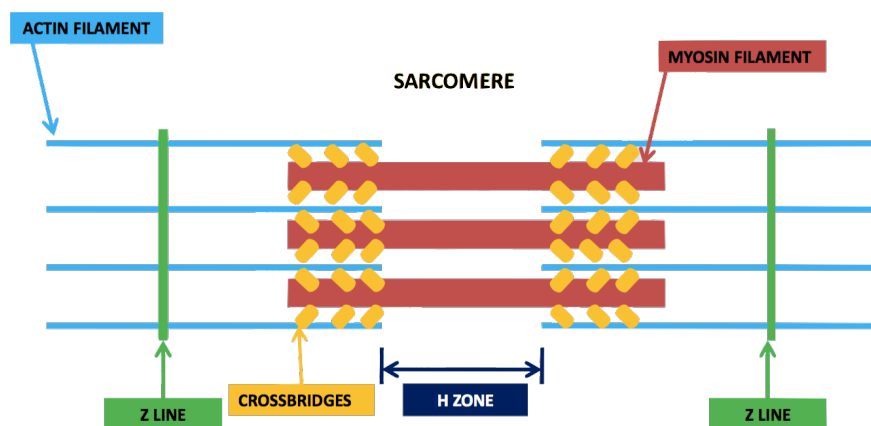 ACTIN FILAMENT
MYOSIN FILAMENT
SARCOMERE
Z LINE
CROSSBRIDGES
H ZONE
Z LINE